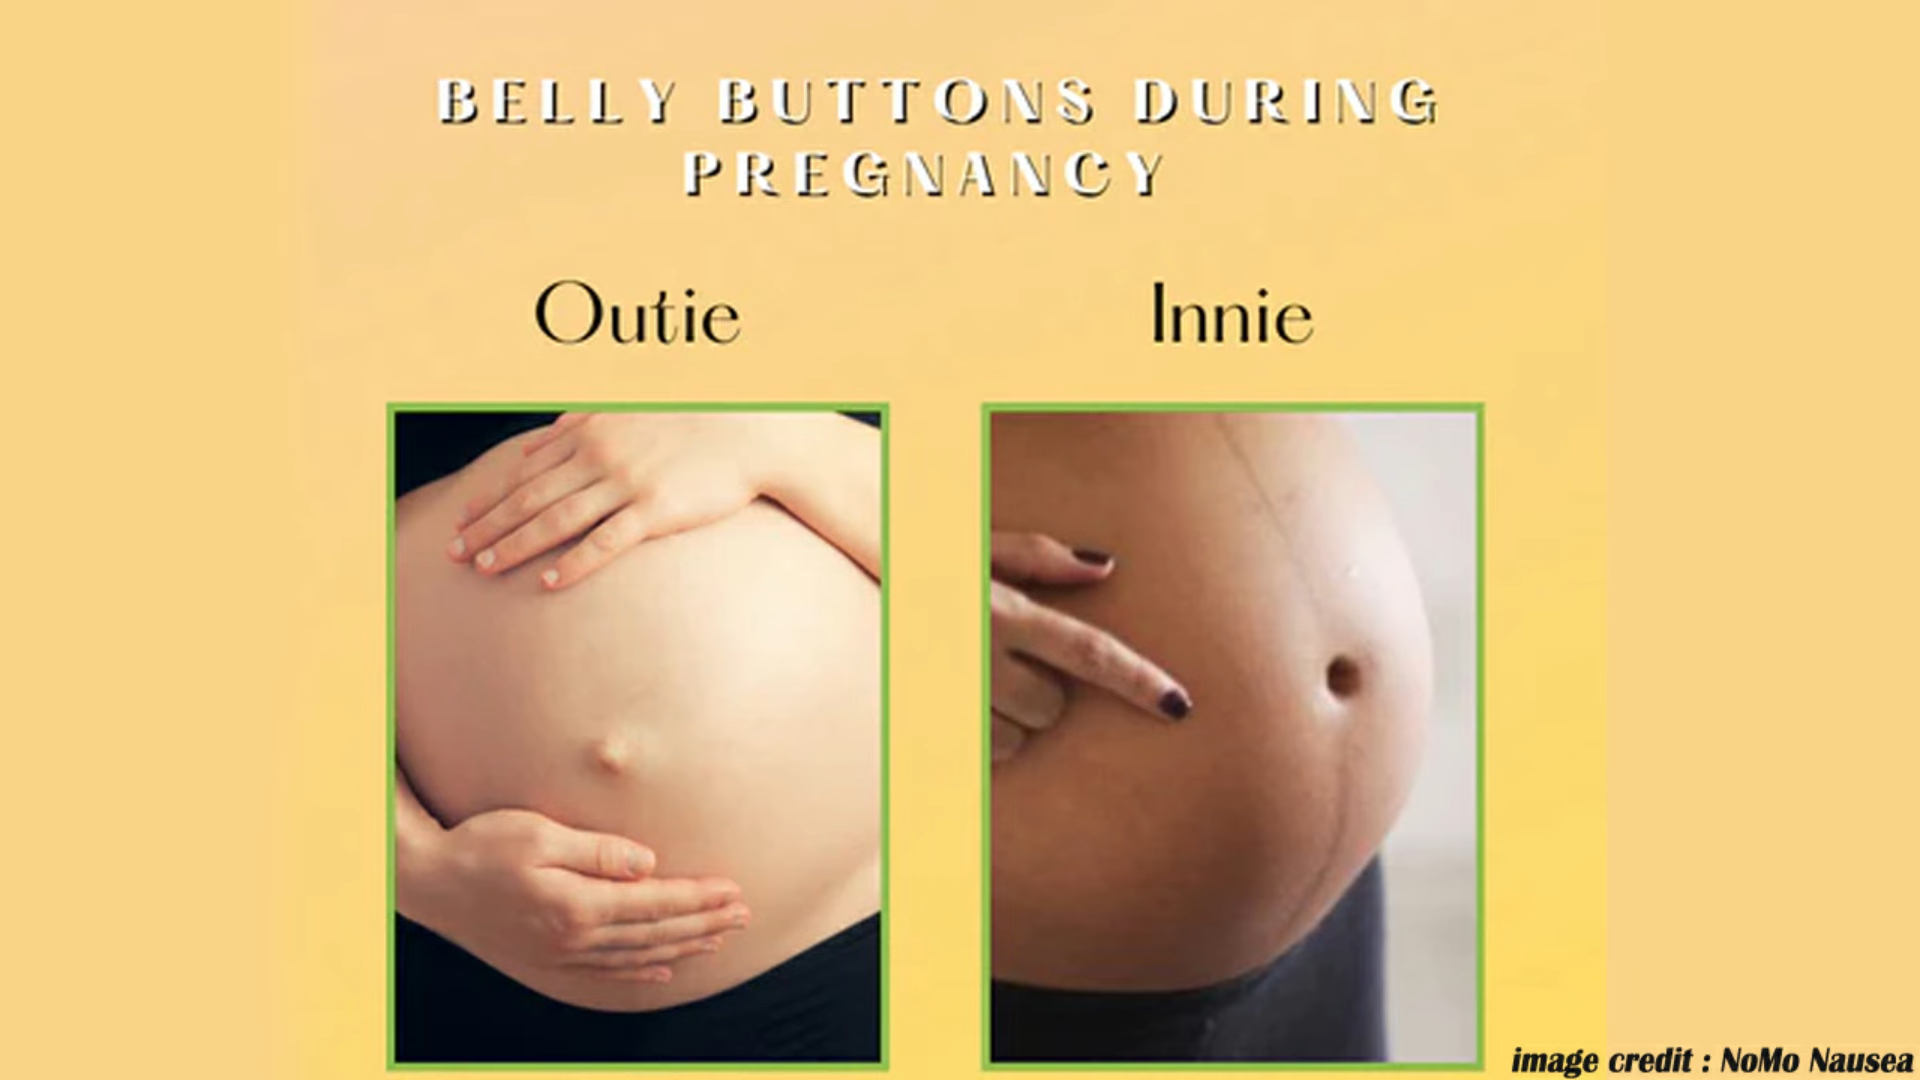 BELLY BUTTONS DURING
PREGNANCY
Outie
Innie
image credit : NoMo Nausea